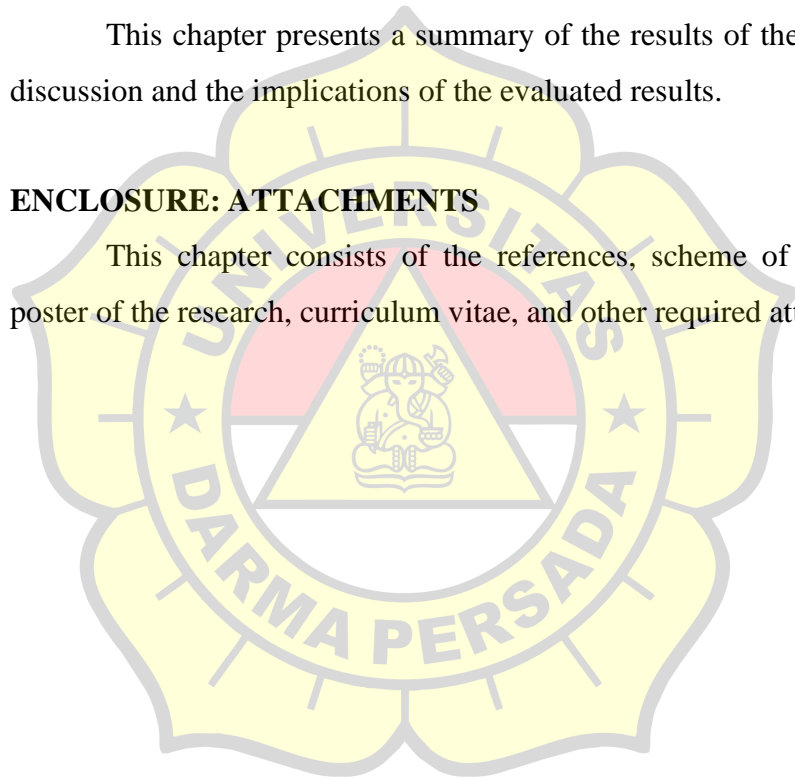 This chapter presents a summary of the results of the
discussion and the implications of the evaluated results.
ENCLOSURE: ATTACHMENTS
This chapter consists of the references, scheme of
poster of the research, curriculum vitae, and other required
UNIVERSITAS
DARMA PERSADA